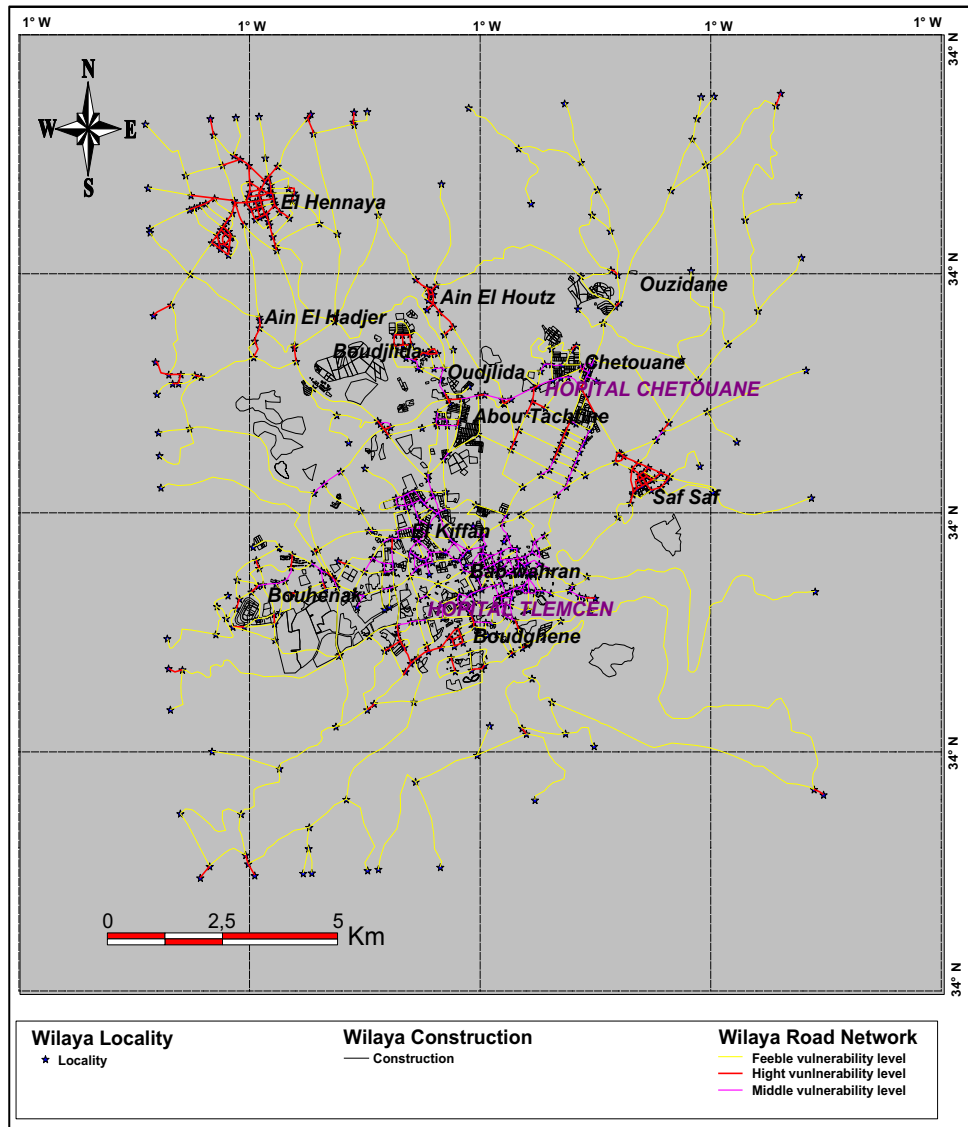 1° W 1° W 1° W 1° W 1° W
34° N
N
W E
S
El Hennaya
34° N
Ouzidane
Ain El Houtz
Ain El Hadjer
Boudjlida
Chetouane
Oudjlida
HOPITAL CHETOUANE
Abou Tachfine
Saf Saf
34° N
El Kiffan
Bab wahran
Bouhenak
HOPITAL TLEMCEN
Boudghene
34° N
0 2,5 5
Km
34° N
Wilaya Locality
Locality
Wilaya Construction
Construction
Wilaya Road Network
Feeble vulnerability level
Hight vunlnerability level
Middle vulnerability level